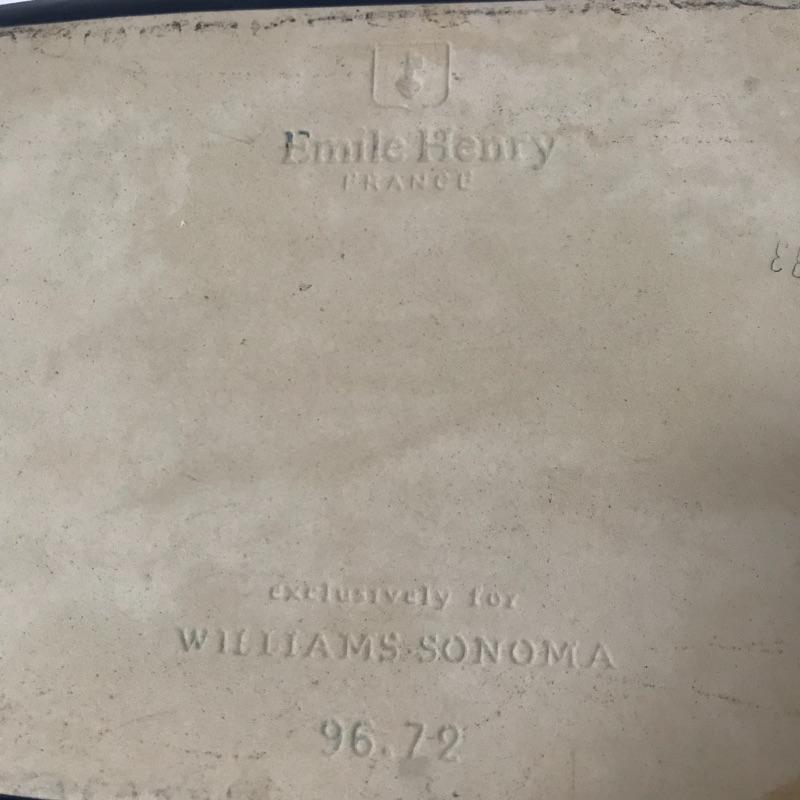 Emile Henry
FRANCE
exclusively for
WILLIAMS-SONOMA
96.72